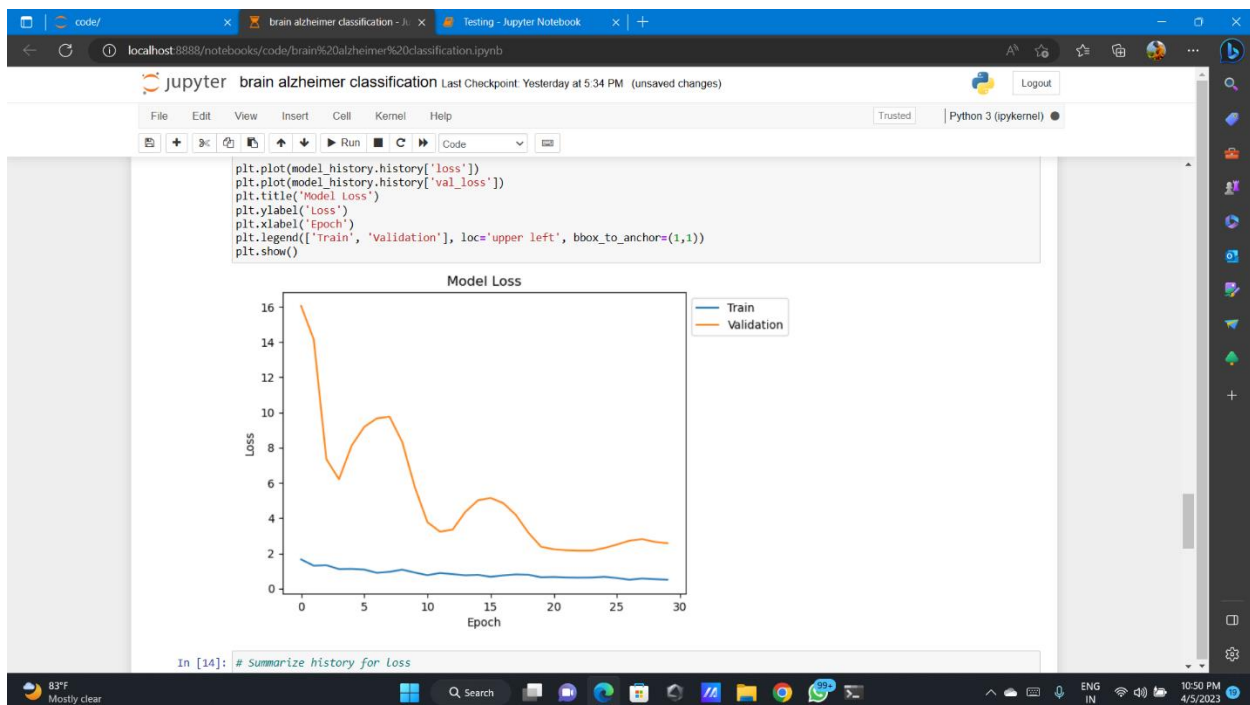 code/
brain alzheimer classification - Ju
Testing - Jupyter Notebook
localhost:8888/notebooks/code/brain%20alzheimer%20classification.ipynb
jupyter brain alzheimer classification Last Checkpoint: Yesterday at 5:34 PM (unsaved changes)
Logout
File Edit View Insert Cell Kernel Help
Trusted
Python 3 (ipykernel)
Run
Code
plt.plot(model_history.history['loss'])
plt.plot(model_history.history['val_loss'])
plt.title('Model Loss')
plt.ylabel('Loss')
plt.xlabel('Epoch')
plt.legend(['Train', 'Validation'], loc='upper left', bbox_to_anchor=(1,1))
plt.show()
Model Loss
Train
Validation
16
14
12
10
8
6
4
2
0
Loss
0 5 10 15 20 25 30
Epoch
In [14]: # Summarize history for loss
83°F
Mostly clear
Search
99+
ENG
IN
10:50 PM
4/5/2023
19